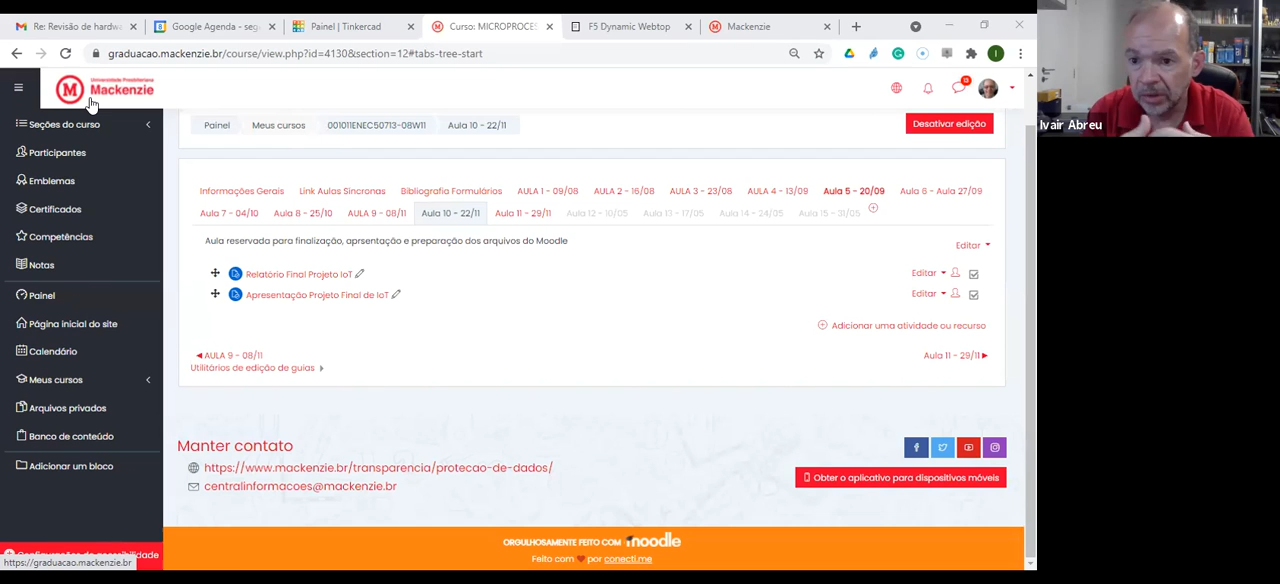 Re: Revisão de hardwa
Google Agenda - seg
Painel | Tinkercad
Curso: MICROPROCES
F5 Dynamic Webtop
Mackenzie
graduacao.mackenzie.br/course/view.php?id=4130&section=12#tabs-tree-start
Universidade Presbiteriana
Mackenzie
Ivair Abreu
Seções do curso
Participantes
Emblemas
Certificados
Competências
Notas
Painel
Página inicial do site
Calendário
Meus cursos
Arquivos privados
Banco de conteúdo
Adicionar um bloco
https://graduacao.mackenzie.br
Painel Meus cursos 001011ENEC50713-08W11 Aula 10 - 22/11
Desativar edição
Informações Gerais Link Aulas Síncronas Bibliografia Formulários AULA 1 - 09/08 AULA 2 - 16/08 AULA 3 - 23/08 AULA 4 - 13/09 Aula 5 - 20/09 Aula 6 - Aula 27/09
Aula 7 - 04/10 Aula 8 - 25/10 AULA 9 - 08/11 Aula 10 - 22/11 Aula 11 - 29/11 Aula 12 - 10/05 Aula 13 - 17/05 Aula 14 - 24/05 Aula 15 - 31/05
Aula reservada para finalização, aprsentação e preparação dos arquivos do Moodle
Editar
Relatório Final Projeto IoT
Editar
Apresentação Projeto Final de IoT
Editar
Adicionar uma atividade ou recurso
AULA 9 - 08/11
Aula 11 - 29/11
Utilitários de edição de guias
Manter contato
https://www.mackenzie.br/transparencia/protecao-de-dados/
centralinformacoes@mackenzie.br
Obter o aplicativo para dispositivos móveis
ORGULHOSAMENTE FEITO COM moodle
Feito com por conecti.me